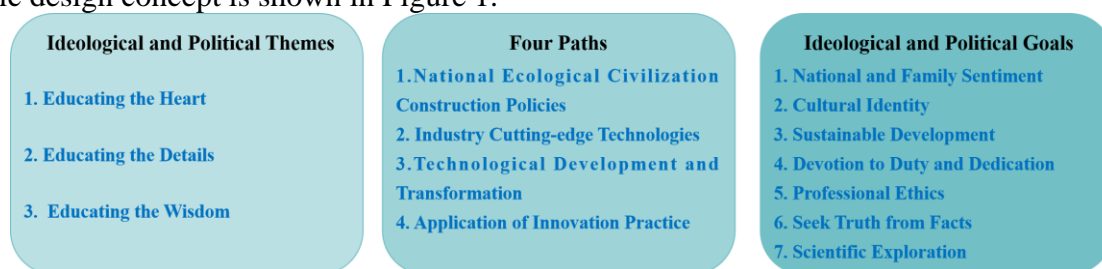 he design concept is shown in Figure 1.
Ideological and Political Themes
1. Educating the Heart
2. Educating the Details
3. Educating the Wisdom
Four Paths
1.National Ecological Civilization
Construction Policies
2. Industry Cutting-edge Technologies
3.Technological Development and
Transformation
4. Application of Innovation Practice
Ideological and Political Goals
1. National and Family Sentiment
2. Cultural Identity
3. Sustainable Development
4. Devotion to Duty and Dedication
5. Professional Ethics
6. Seek Truth from Facts
7. Scientific Exploration